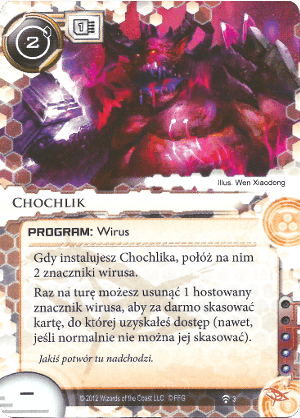 2
1
Illus. Wen Xiaodong
CHOCHLIK
PROGRAM: Wirus
Gdy instalujesz Chochlika, połóż na nim
2 znaczniki wirusa.
Raz na turę możesz usunąć 1 hostowany
znacznik wirusa, aby za darmo skasować
kartę, do której uzyskałeś dostęp (nawet,
jeśli normalnie nie można jej skasować).
Jakiś potwór tu nadchodzi.
–
© 2012 Wizards of the Coast LLC. © FFG
3